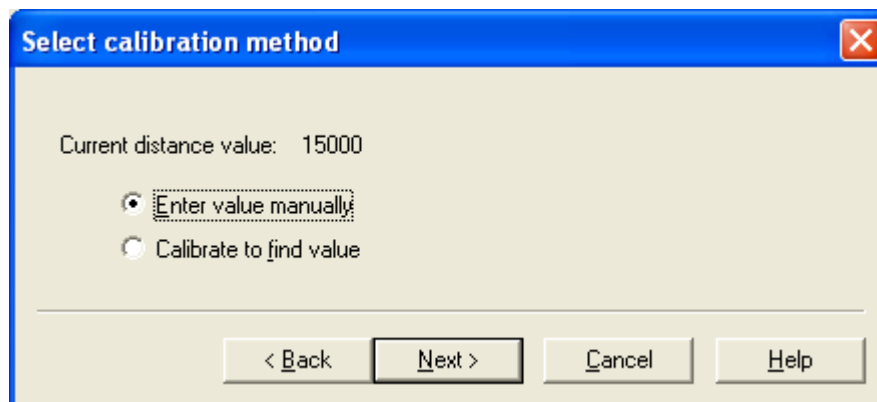 Select calibration method
Current distance value: 15000
Enter value manually
Calibrate to find value
< Back Next > Cancel Help